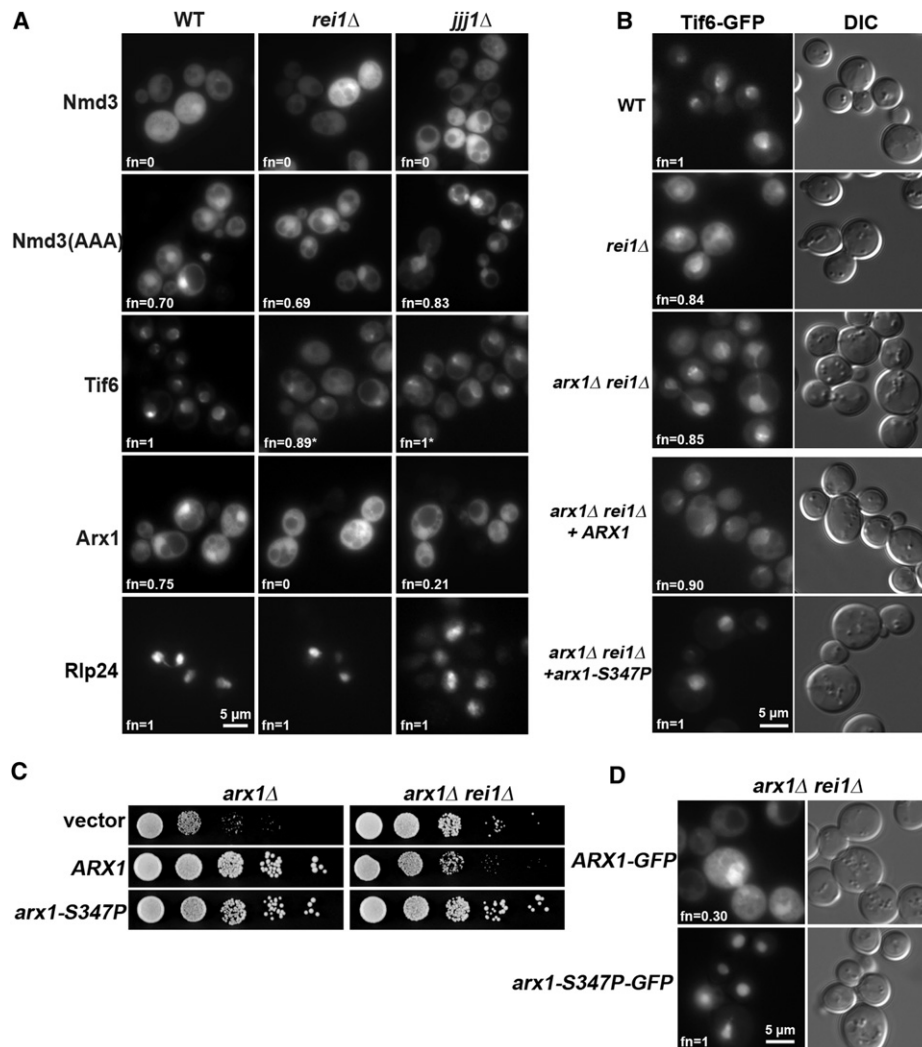 A
WT rei1Δ jjj1Δ
Nmd3
fn=0 fn=0 fn=0
Nmd3(AAA)
fn=0.70 fn=0.69 fn=0.83
Tif6
fn=1 fn=0.89* fn=1*
Arx1
fn=0.75 fn=0 fn=0.21
Rlp24
5 µm
fn=1 fn=1 fn=1
B
Tif6-GFP DIC
WT
fn=1
rei1Δ
fn=0.84
arx1Δ rei1Δ
fn=0.85
arx1Δ rei1Δ
+ ARX1
fn=0.90
arx1Δ rei1Δ
+arx1-S347P
fn=1 5 µm
C
arx1Δ arx1Δ rei1Δ
vector
ARX1
arx1-S347P
D
arx1Δ rei1Δ
ARX1-GFP
fn=0.30
arx1-S347P-GFP
fn=1 5 µm